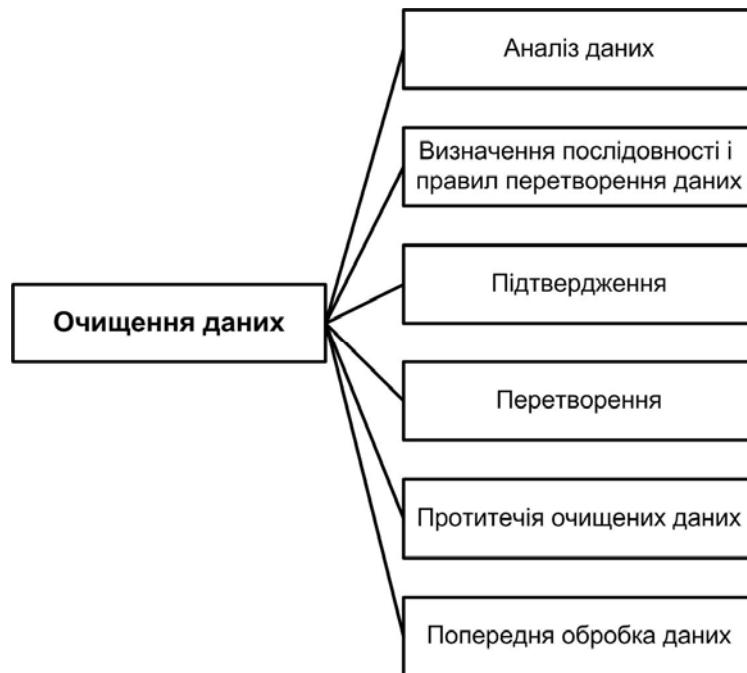 Аналіз даних
Визначення послідовності і
правил перетворення даних
Підтвердження
Очищення даних
Перетворення
Протитечія очищених даних
Попередня обробка даних